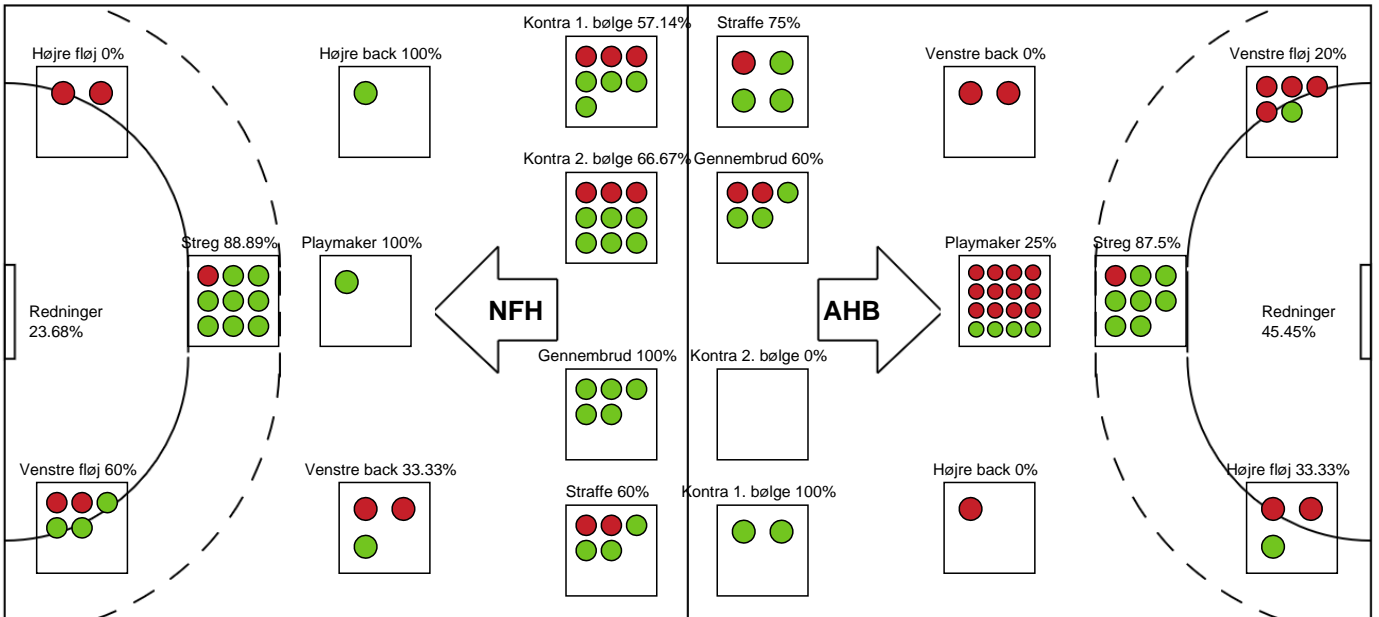 Kontra 1. bølge 57.14%
Straffe 75%
Højre fløj 0%
Højre back 100%
Venstre back 0%
Venstre fløj 20%
Kontra 2. bølge 66.67%
Gennembrud 60%
Streg 88.89%
Playmaker 100%
Playmaker 25%
Streg 87.5%
Redninger
23.68%
NFH
AHB
Redninger
45.45%
Gennembrud 100%
Kontra 2. bølge 0%
Venstre fløj 60%
Venstre back 33.33%
Højre back 0%
Højre fløj 33.33%
Straffe 60%
Kontra 1. bølge 100%